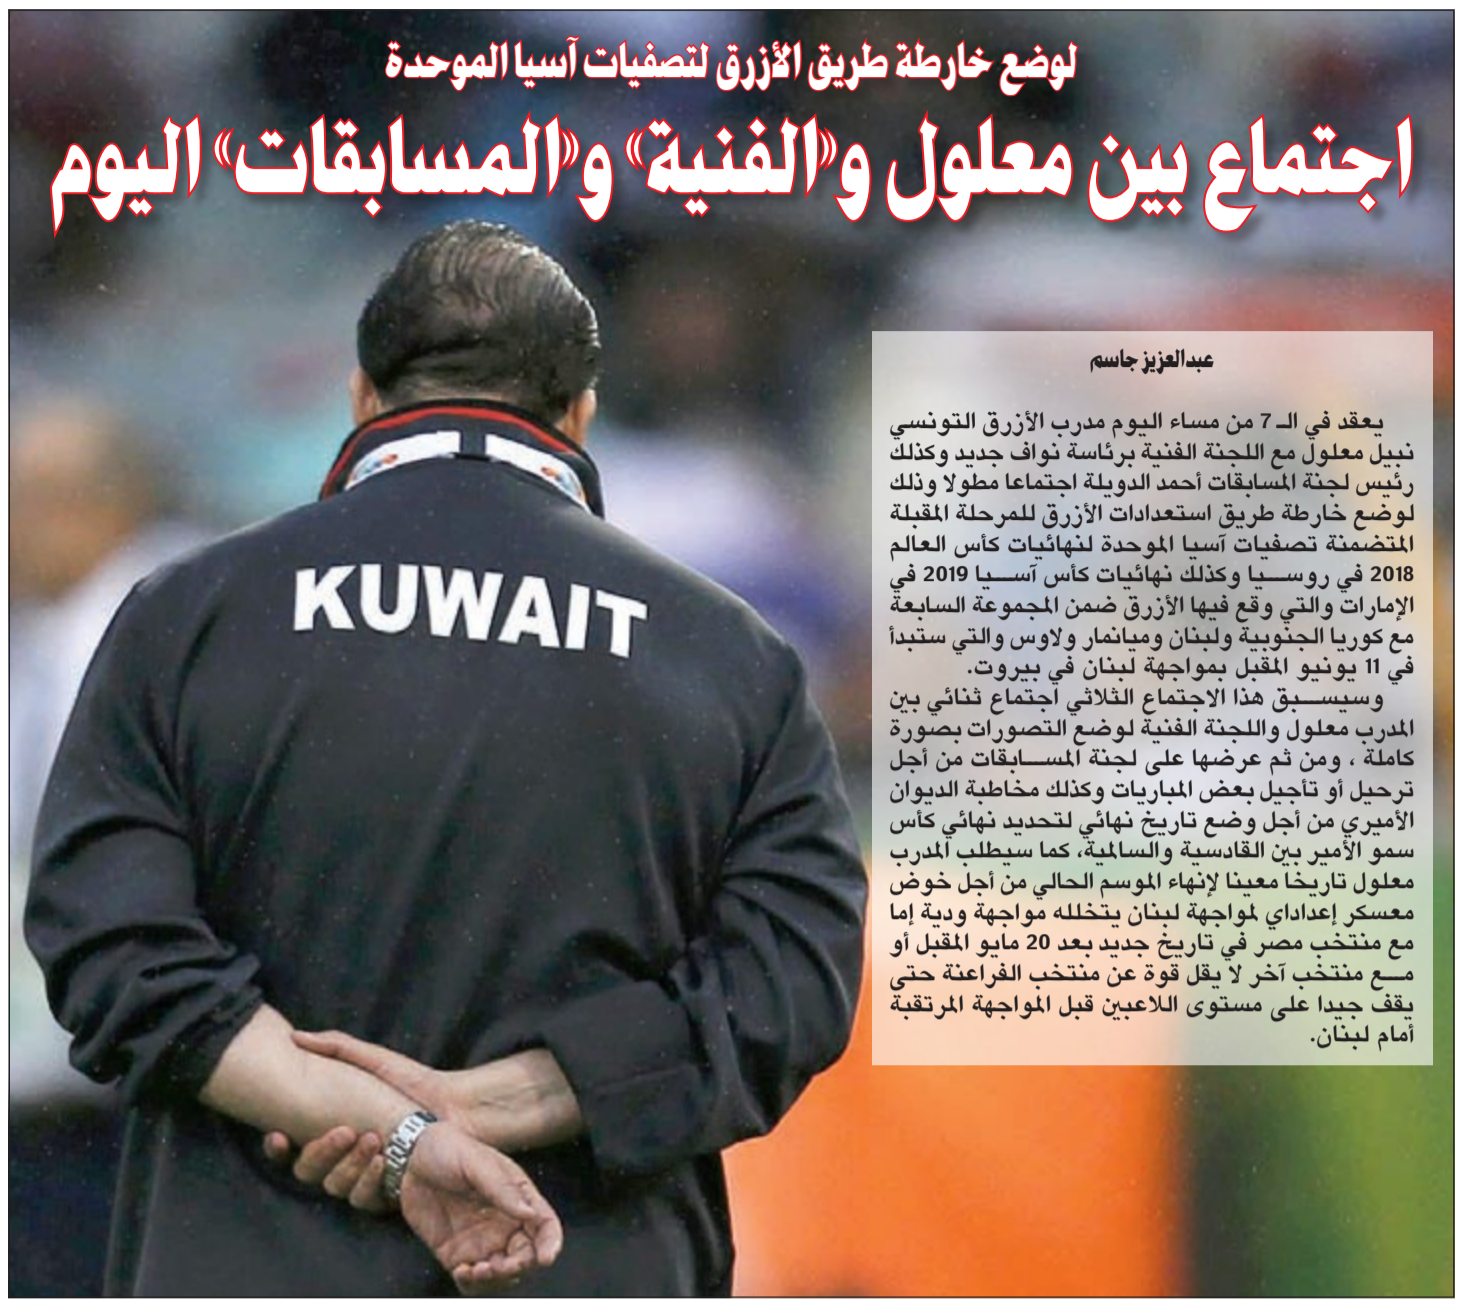 لوضع خارطة طريق الأزرق لتصفيات آسيا الموحدة
اجتماع بين معلول و«الفنية» و«المسابقات» اليوم
عبدالعزيز جاسم
يعقد في الـ 7 من مساء اليوم مدرب الأزرق التونسي
نبيل معلول مع اللجنة الفنية برئاسة نواف جديد وكذلك
رئيس لجنة المسابقات أحمد الدويلة اجتماعا مطولا وذلك
لوضع خارطة طريق استعدادات الأزرق للمرحلة المقبلة
المتضمنة تصفيات آسيا الموحدة لنهائيات كأس العالم
2018 في روســـيا وكذلك نهائيات كأس آســـيا 2019 في
الإمارات والتي وقع فيها الأزرق ضمن المجموعة السابعة
مع كوريا الجنوبية ولبنان وميانمار ولاوس والتي ستبدأ
في 11 يونيو المقبل بمواجهة لبنان في بيروت.
وسيســـبق هذا الاجتماع الثلاثي اجتماع ثنائي بين
المدرب معلول واللجنة الفنية لوضع التصورات بصورة
كاملة ، ومن ثم عرضها على لجنة المســـابقات من أجل
ترحيل أو تأجيل بعض المباريات وكذلك مخاطبة الديوان
الأميري من أجل وضع تاريخ نهائي لتحديد نهائي كأس
سمو الأمير بين القادسية والسالمية، كما سيطلب المدرب
معلول تاريخا معينا لإنهاء الموسم الحالي من أجل خوض
معسكر إعداداي لمواجهة لبنان يتخلله مواجهة ودية إما
مع منتخب مصر في تاريخ جديد بعد 20 مايو المقبل أو
مـــع منتخب آخر لا يقل قوة عن منتخب الفراعنة حتى
يقف جيدا على مستوى اللاعبين قبل المواجهة المرتقبة
أمام لبنان.
KUWAIT